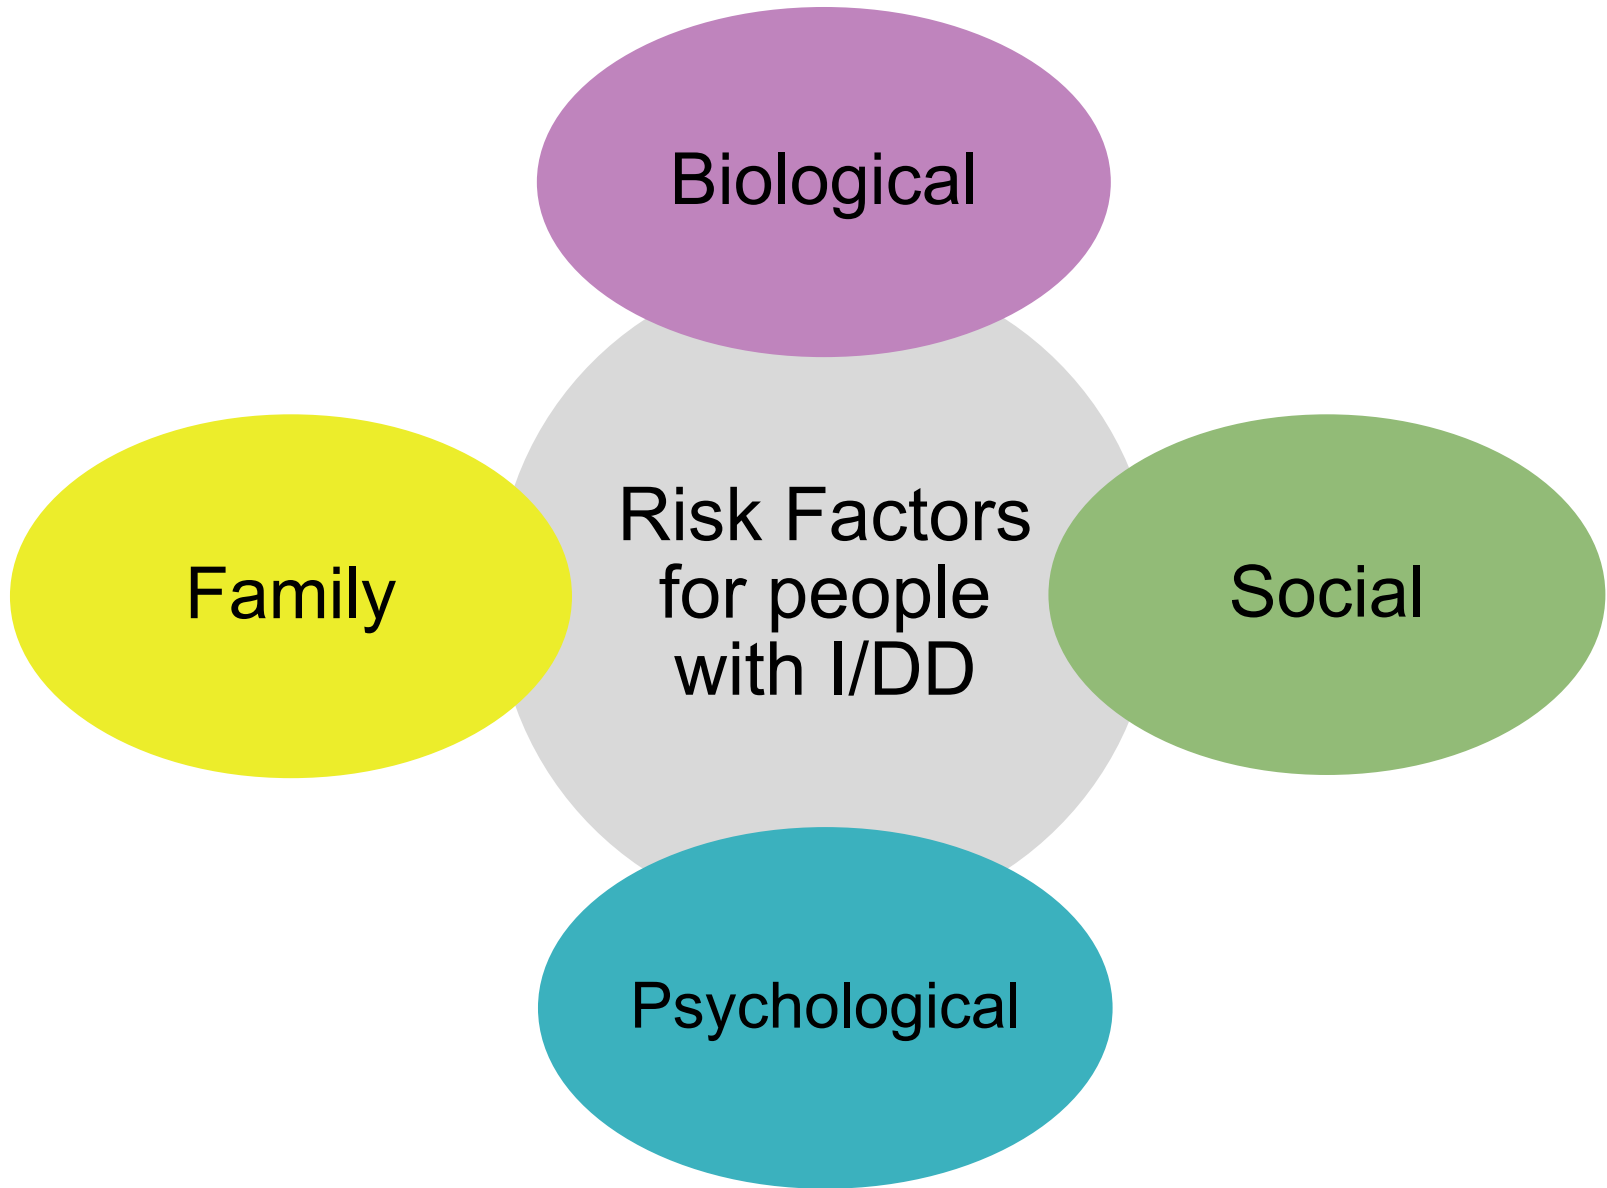 Biological
Family
Risk Factors
for people
with I/DD
Social
Psychological